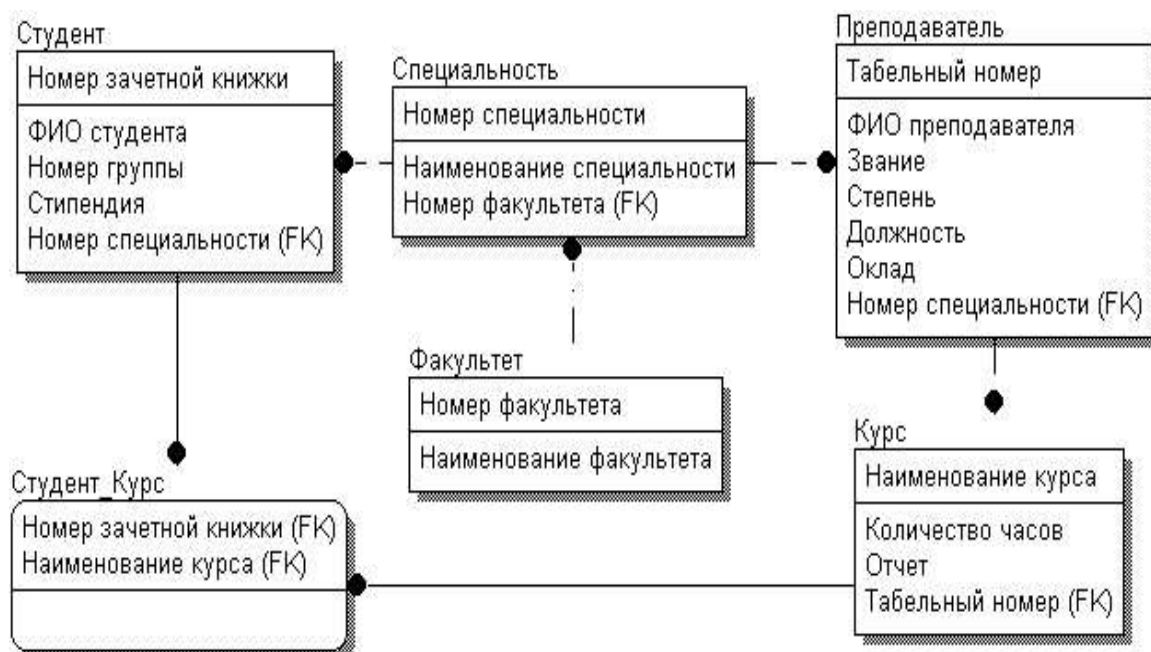 Студент
Номер зачетной книжки
ФИО студента
Номер группы
Стипендия
Номер специальности (FK)
Специальность
Номер специальности
Наименование специальности
Номер факультета (FK)
Преподаватель
Табельный номер
ФИО преподавателя
Звание
Степень
Должность
Оклад
Номер специальности (FK)
Факультет
Номер факультета
Наименование факультета
Студент_Курс
Номер зачетной книжки (FK)
Наименование курса (FK)
Курс
Наименование курса
Количество часов
Отчет
Табельный номер (FK)